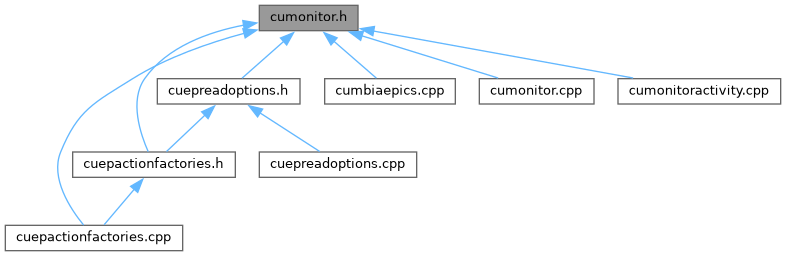 cumonitor.h
cuepreadoptions.h
cumbiaepics.cpp
cumonitor.cpp
cumonitoractivity.cpp
cuepactionfactories.h
cuepreadoptions.cpp
cuepactionfactories.cpp